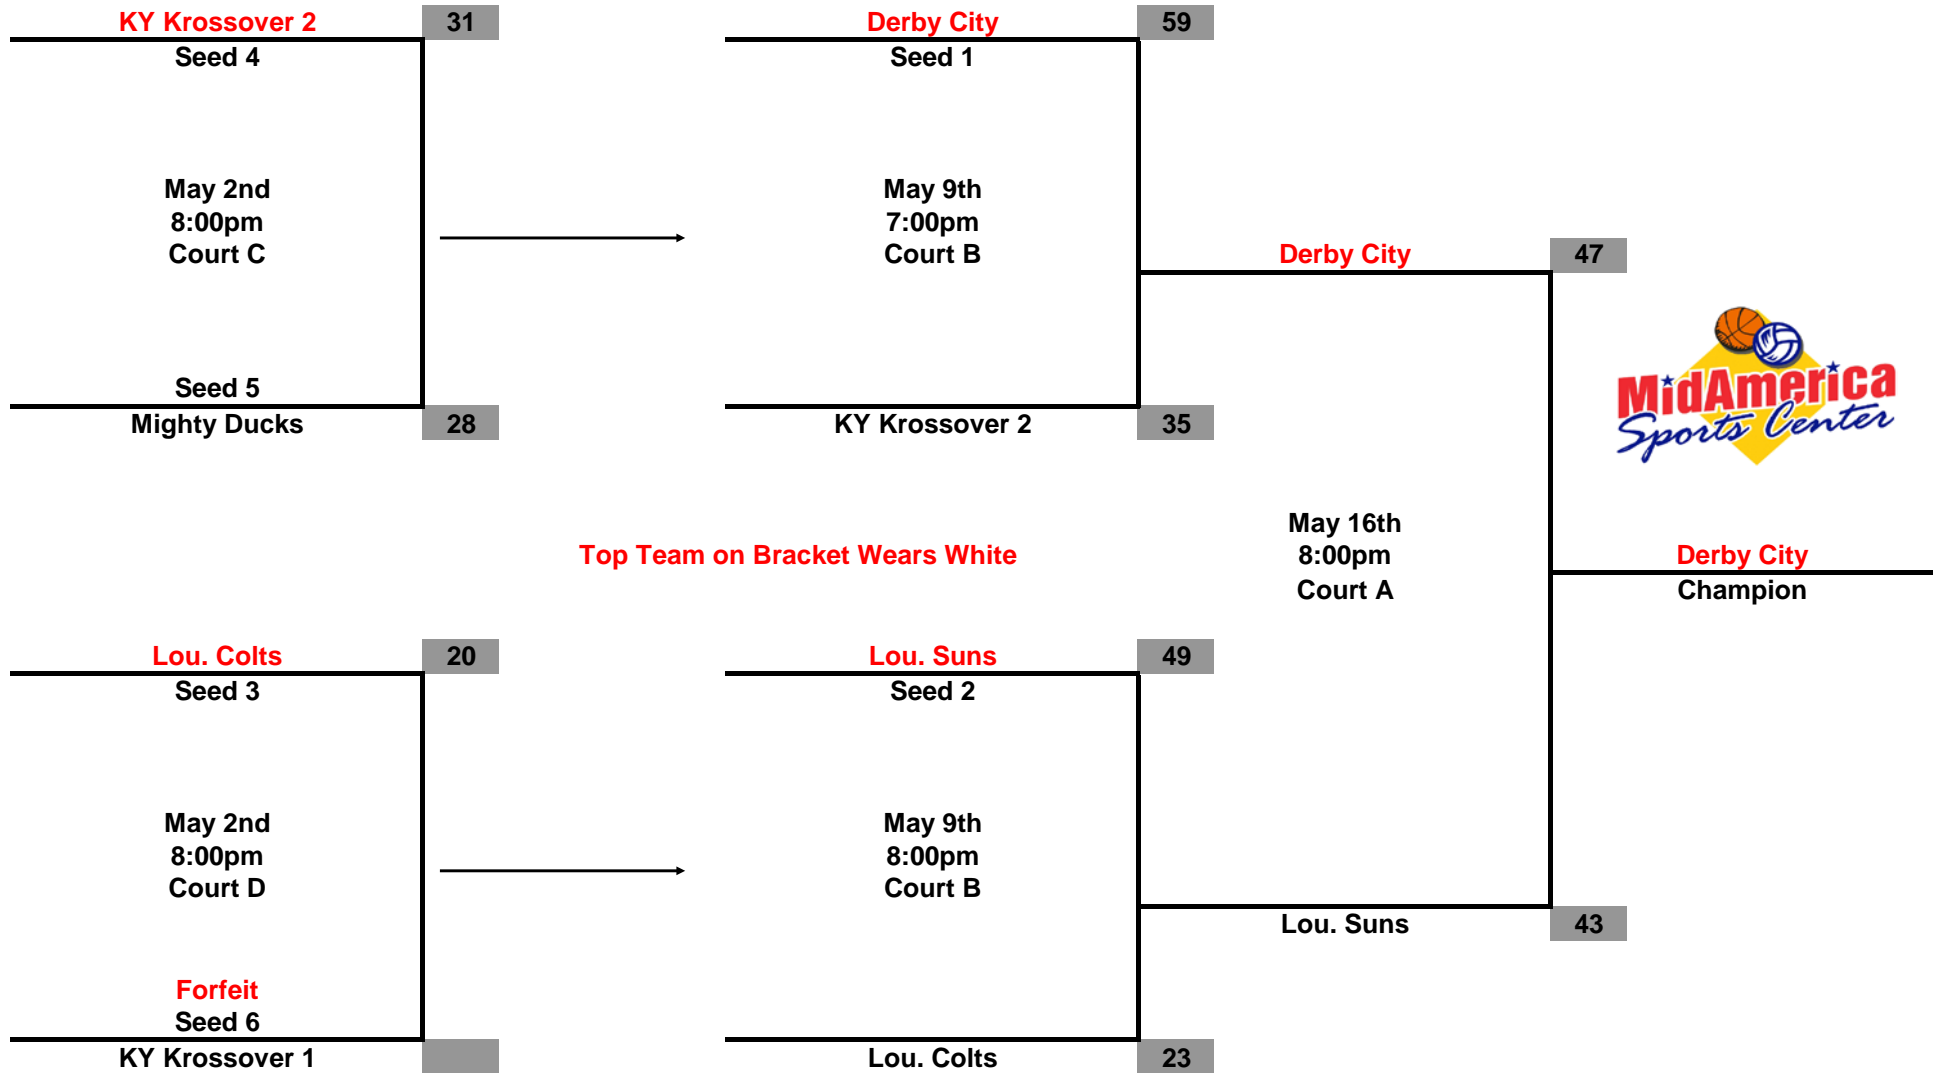 KY Krossover 2 31
Seed 4
May 2nd
8:00pm
Court C
Seed 5
Mighty Ducks 28
Derby City 59
Seed 1
May 9th
7:00pm
Court B
KY Krossover 2 35
Derby City 47
MidAmerica
Sports Center
Top Team on Bracket Wears White
May 16th
8:00pm
Court A
Derby City
Champion
Lou. Colts 20
Seed 3
May 2nd
8:00pm
Court D
Forfeit
Seed 6
KY Krossover 1
Lou. Suns 49
Seed 2
May 9th
8:00pm
Court B
Lou. Colts 23
Lou. Suns 43